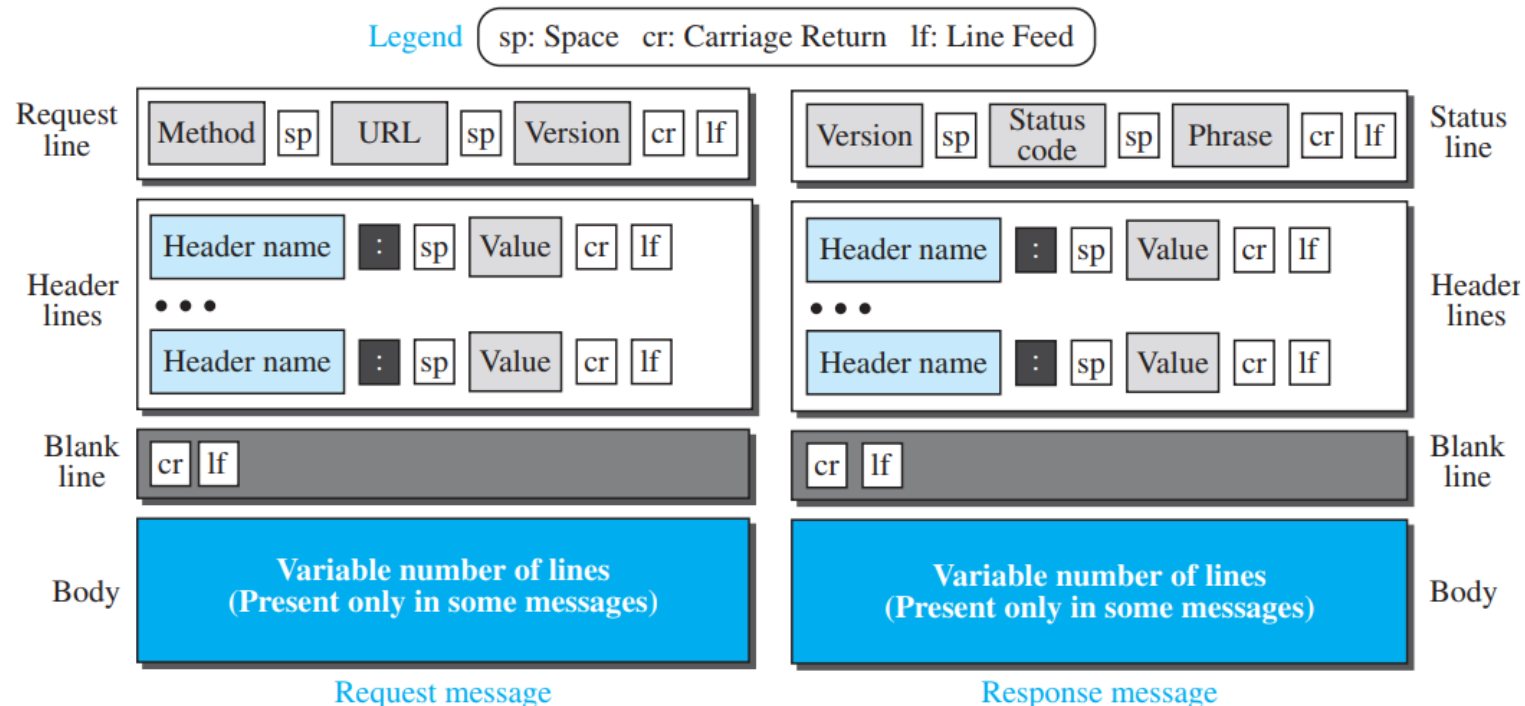 Legend sp: Space cr: Carriage Return lf: Line Feed
Request line
Method sp URL sp Version cr lf
Header lines
Header name : sp Value cr lf
• • •
Header name : sp Value cr lf
Blank line
cr lf
Body
Variable number of lines
(Present only in some messages)
Request message
Version sp Status code sp Phrase cr lf
Status line
Header name : sp Value cr lf
• • •
Header name : sp Value cr lf
Header lines
cr lf
Blank line
Variable number of lines
(Present only in some messages)
Body
Response message